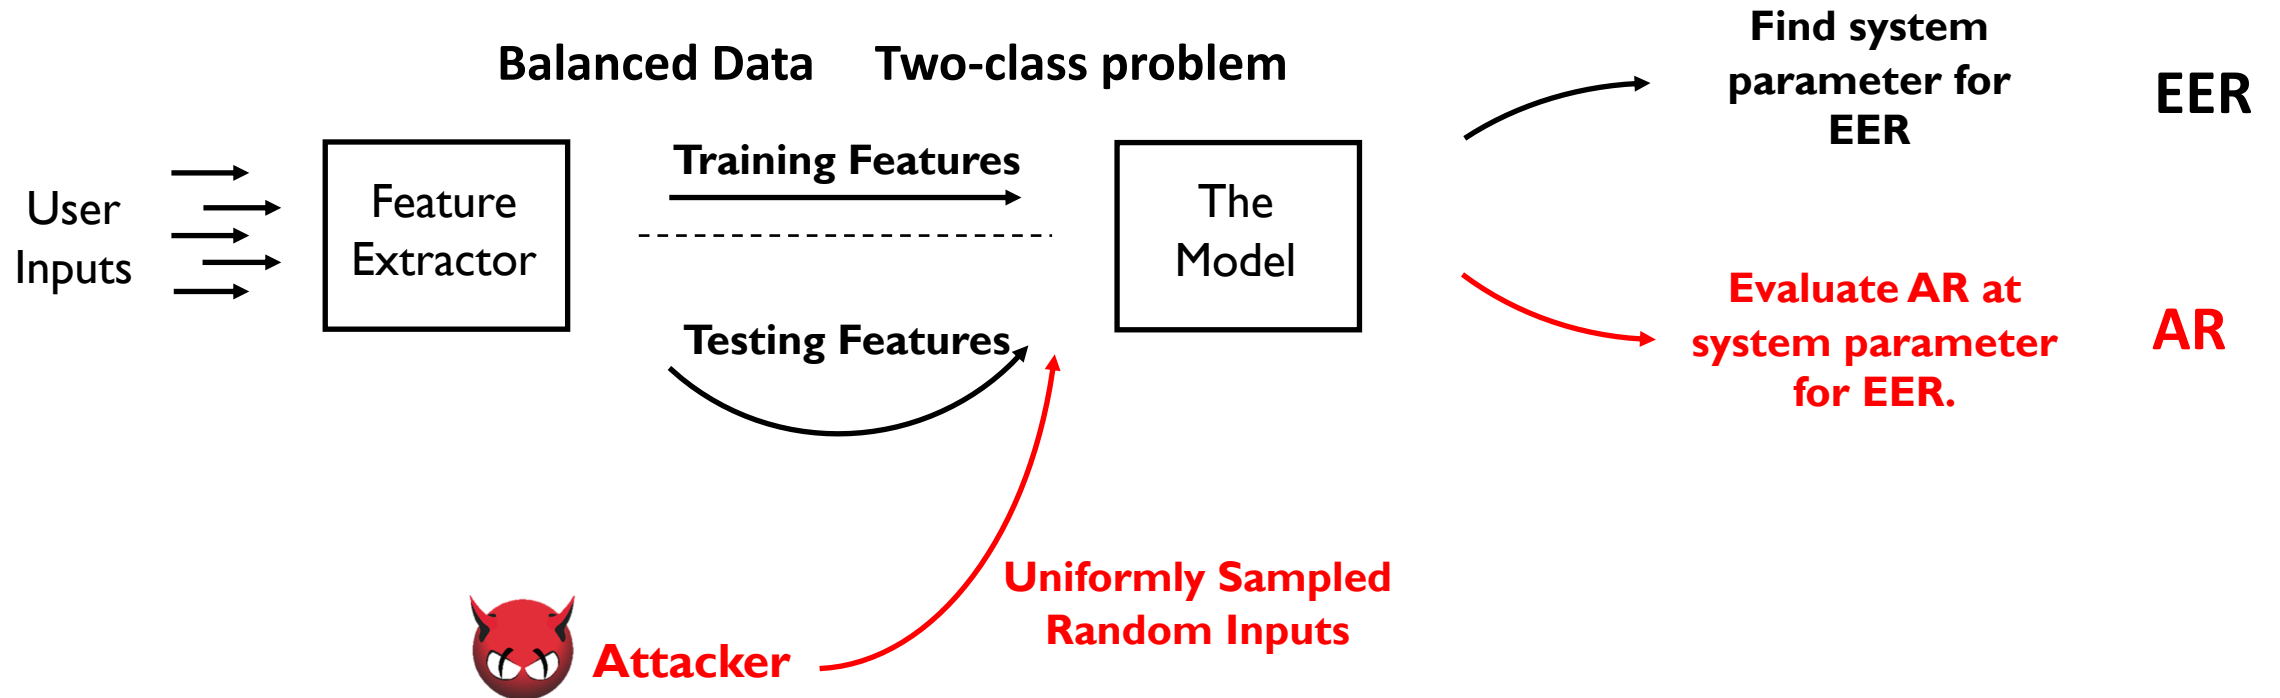 Balanced Data
Two-class problem
Find system
parameter for
EER
EER
User
Inputs
Feature
Extractor
Training Features
Testing Features
The
Model
Evaluate AR at
system parameter
for EER.
AR
Uniformly Sampled
Random Inputs
Attacker